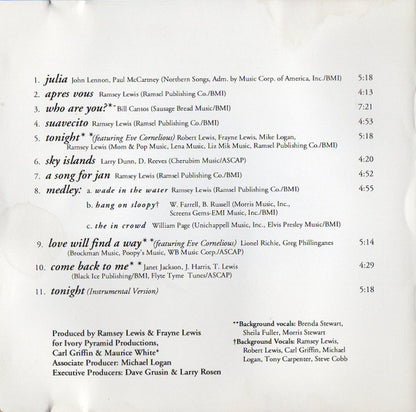 1. julia John Lennon, Paul McCartney (Northern Songs, Adm. by Music Corp. of America, Inc./BMI) 5:18
2. apres vous Ramsey Lewis (Ramsel Publishing Co./BMI) 4:13
3. who are you?*~ Bill Cantos (Sausage Bread Music/BMI) 7:21
4. suavecito Ramsey Lewis (Ramsel Publishing Co./BMI) 4:53
5. tonight* *(featuring Eve Cornelious) Robert Lewis, Frayne Lewis, Mike Logan, 5:18
Ramsey Lewis (Mom & Pop Music, Lena Music, Liz Mik Music, Ramsel Publishing Co./BMI)
6. sky islands Larry Dunn, D. Reeves (Cherubim Music/ASCAP) 4:20
7. a song for jan Ramsey Lewis (Ramsel Publishing Co./BMI) 4:52
8. medley: a. wade in the water Ramsey Lewis (Ramsel Publishing Co./BMI) 4:55
b. hang on sloopy† W. Farrell, B. Russell (Morris Music, Inc.,
Screens Gems-EMI Music Inc./BMI)
c. the in crowd William Page (Unichappell Music, Inc., Elvis Presley Music/BMI)
9. love will find a way* *(featuring Eve Cornelious) Lionel Richie, Greg Phillinganes 5:14
(Brockman Music, Poopy's Music, WB Music Corp./ASCAP)
10. come back to me* * Janet Jackson, J. Harris, T. Lewis 4:29
(Black Ice Publishing/BMI, Flyte Tyme Tunes/ASCAP)
11. tonight (Instrumental Version) 5:18
Produced by Ramsey Lewis & Frayne Lewis
for Ivory Pyramid Productions,
Carl Griffin & Maurice White*
Associate Producer: Michael Logan
Executive Producers: Dave Grusin & Larry Rosen
**Background vocals: Brenda Stewart,
Sheila Fuller, Morris Stewart
†Background Vocals: Ramsey Lewis,
Robert Lewis, Carl Griffin, Michael
Logan, Tony Carpenter, Steve Cobb